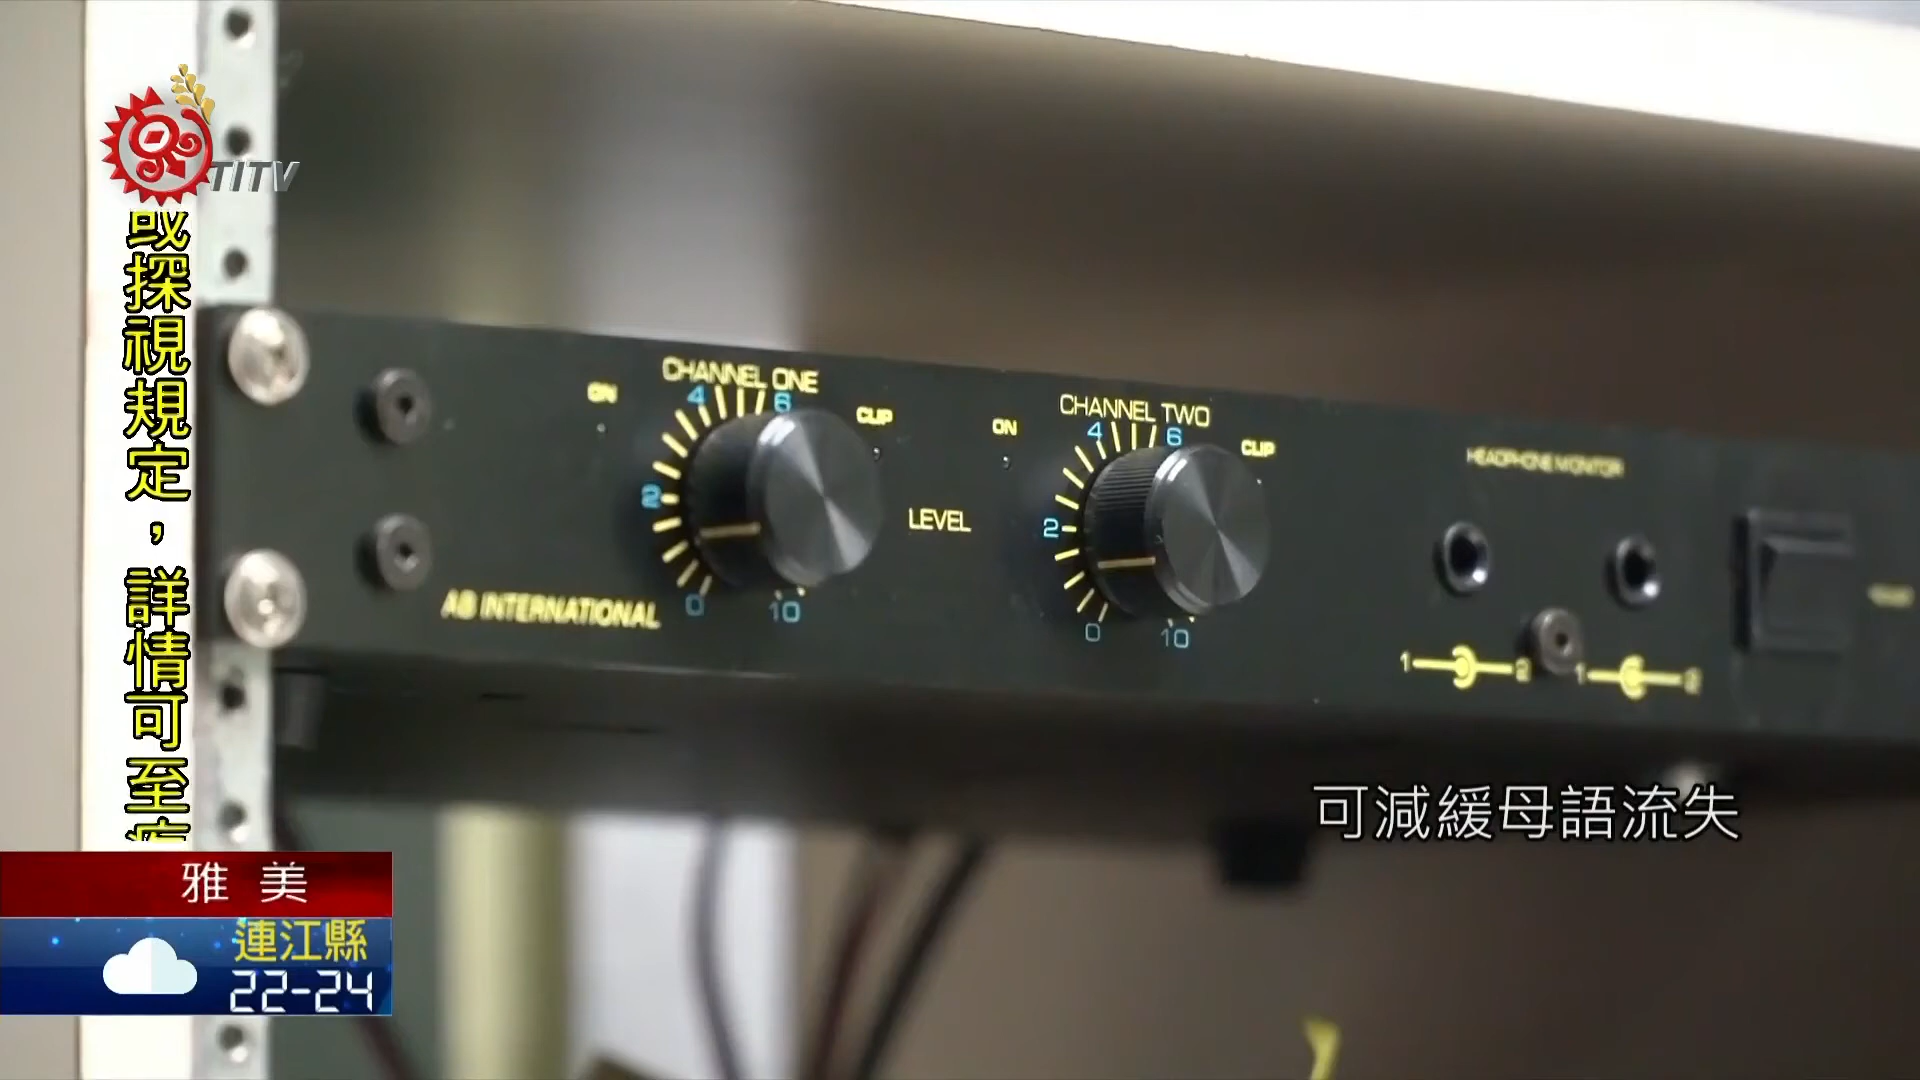 TITV
或探視規定，詳情可至
CHANNEL ONE
ON
4
6
CLIP
2
0
10
LEVEL
AB INTERNATIONAL
CHANNEL TWO
ON
4
6
CLIP
2
0
10
HEADPHONE MONITOR
1 2
1 2
可減緩母語流失
雅美
連江縣
22-24